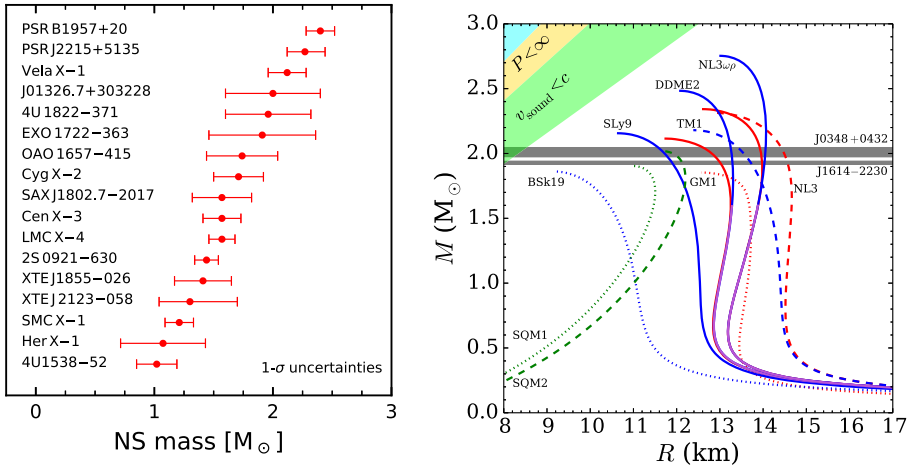 PSR B1957+20
PSR J2215+5135
Vela X−1
J01326.7+303228
4U 1822−371
EXO 1722−363
OAO 1657−415
Cyg X−2
SAX J1802.7−2017
Cen X−3
LMC X−4
2S 0921−630
XTE J1855−026
XTE J2123−058
SMC X−1
Her X−1
4U1538−52
1-σ uncertainties
0 1 2 3
NS mass [M⊙]
3.0
2.5
2.0
1.5
1.0
0.5
0.0
M (M⊙)
P<∞
v_sound<c
NL3ωρ
DDME2
SLy9
TM1
J0348+0432
J1614−2230
BSk19
GM1
NL3
SQM1
SQM2
8 9 10 11 12 13 14 15 16 17
R (km)